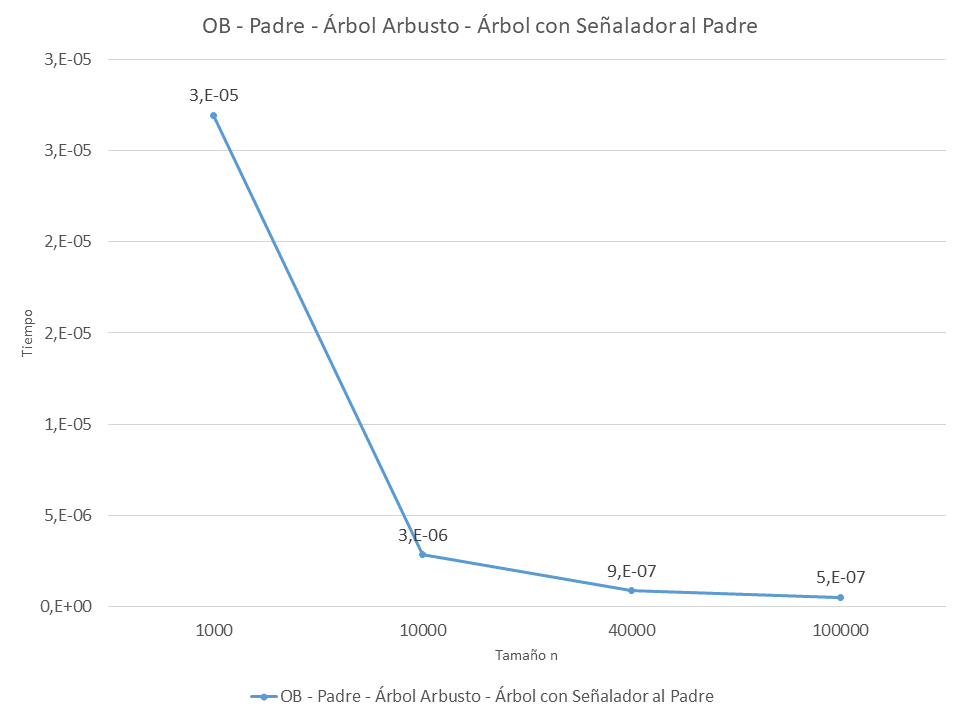 OB - Padre - Árbol Arbusto - Árbol con Señalador al Padre
3,E-05
3,E-05
3,E-05
2,E-05
2,E-05
Tiempo
1,E-05
5,E-06
3,E-06
9,E-07
5,E-07
0,E+00
1000 10000 40000 100000
Tamaño n
OB - Padre - Árbol Arbusto - Árbol con Señalador al Padre